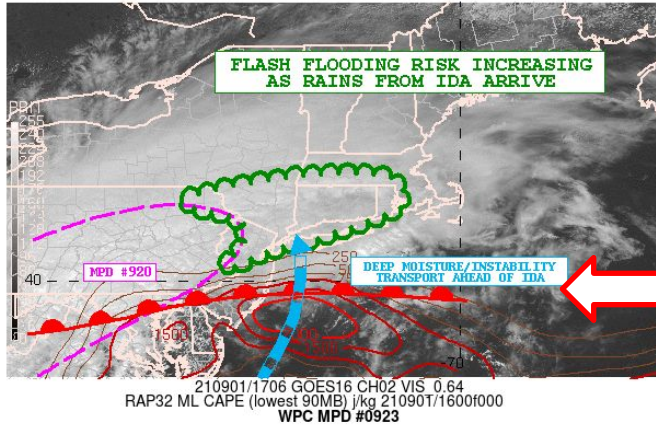 FLASH FLOODING RISK INCREASING
AS RAINS FROM IDA ARRIVE
MPD #920
DEEP MOISTURE/INSTABILITY
TRANSPORT AHEAD OF IDA
40
250
1500
-70
210901/1706 GOES16 CH02 VIS 0.64
RAP32 ML CAPE (lowest 90MB) j/kg 210901/1600f000
WPC MPD #0923